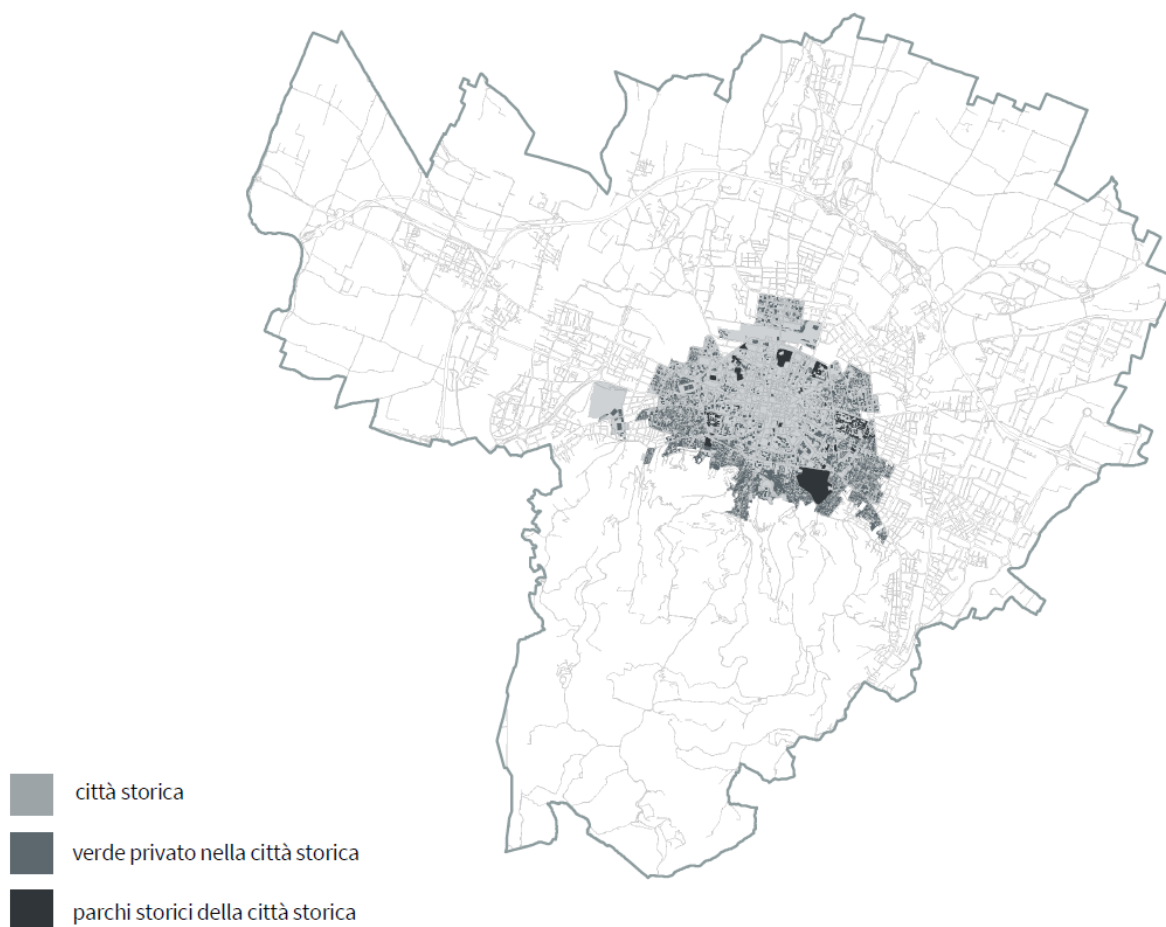 città storica
verde privato nella città storica
parchi storici della città storica